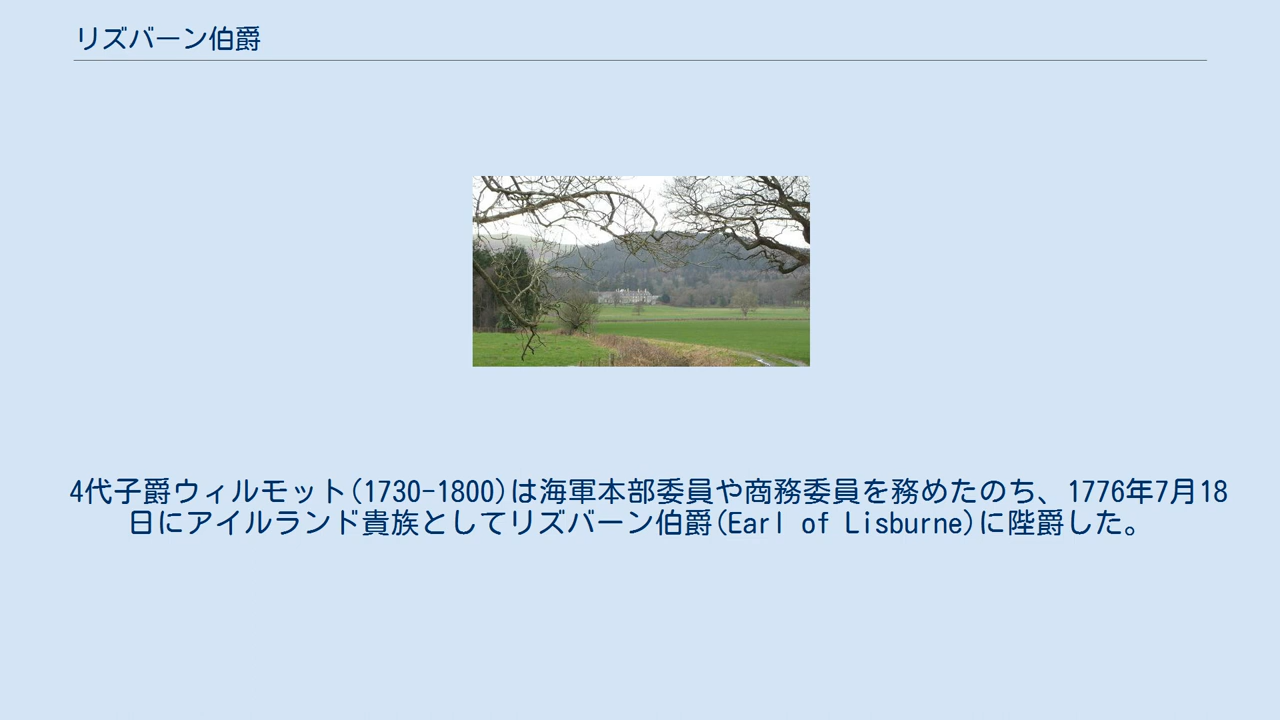 リズバーン伯爵
4代子爵ウィルモット(1730-1800)は海軍本部委員や商務委員を務めたのち、1776年7月18
日にアイルランド貴族としてリズバーン伯爵(Earl of Lisburne)に陞爵した。